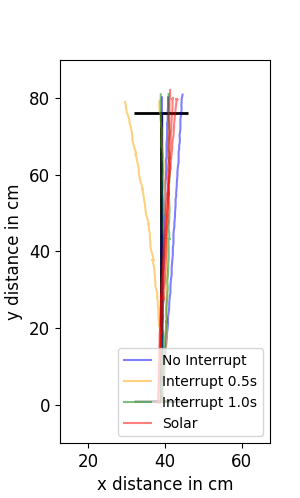 80
60
40
20
0
y distance in cm
No Interrupt
Interrupt 0.5s
Interrupt 1.0s
Solar
20 40 60
x distance in cm